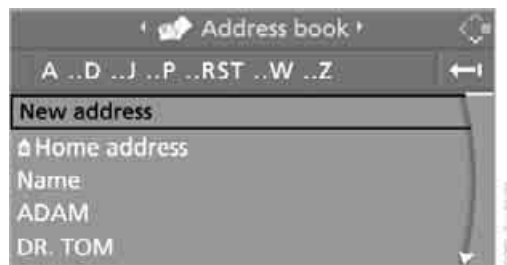 Address book
A ..D ..J ..P ..RST ..W ..Z
New address
Home address
Name
ADAM
DR. TOM